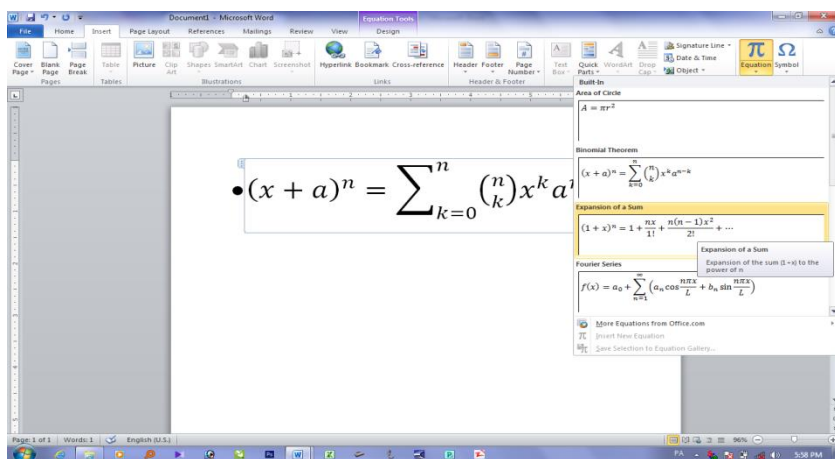 Document1 - Microsoft Word
Equation Tools
File Home Insert Page Layout References Mailings Review View Design
Cover Page Blank Page Page Break Table Picture Clip Art Shapes SmartArt Chart Screenshot Hyperlink Bookmark Cross-reference Header Footer Page Number Text Box Quick Parts WordArt Drop Cap Signature Line Date & Time Object Equation Symbol
Pages Tables Illustrations Links Header & Footer
Built-In
Area of Circle
A = πr²
Binomial Theorem
(x + a)ⁿ = ∑ₖ₌₀ⁿ (n k) xᵏ aⁿ⁻ᵏ
•(x + a)ⁿ = ∑ₖ₌₀ⁿ (n k) xᵏ aⁿ
Expansion of a Sum
(1 + x)ⁿ = 1 + nx/1! + n(n − 1)x²/2! + ⋯
Expansion of a Sum
Expansion of the sum (1+x) to the
power of n
Fourier Series
f(x) = a₀ + ∑ₙ₌₁^∞ (aₙ cos nπx/L + bₙ sin nπx/L)
More Equations from Office.com
Insert New Equation
Save Selection to Equation Gallery...
Page: 1 of 1 Words: 1 English (U.S.) 96%
FA 5:58 PM